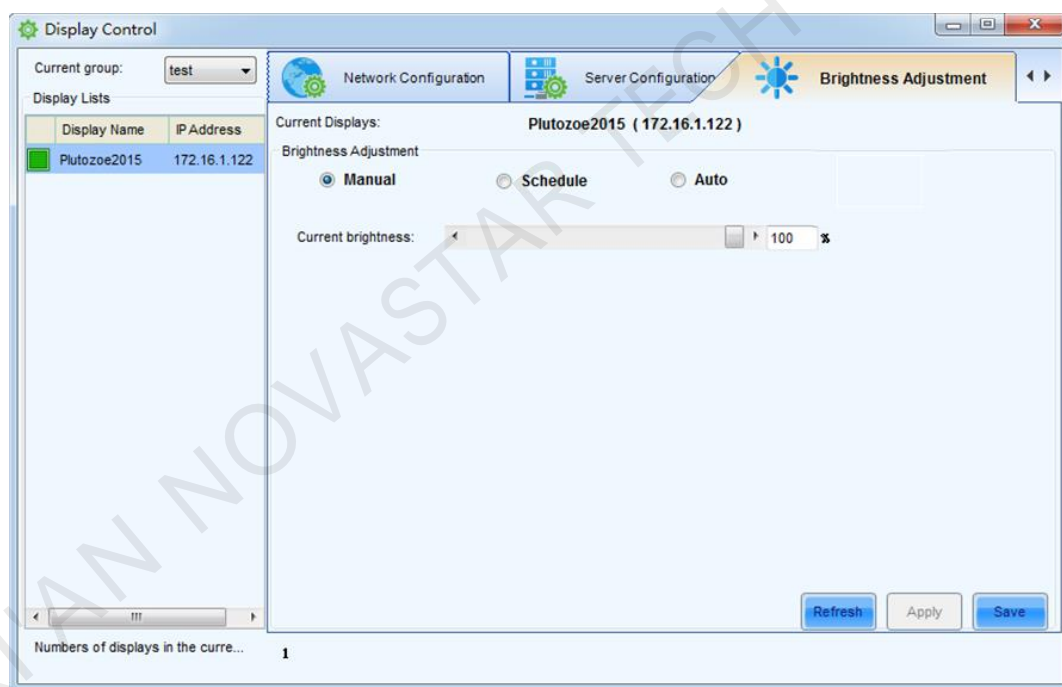 Display Control
Current group: test
Display Lists
Display Name IP Address
Plutozoe2015 172.16.1.122
Network Configuration Server Configuration Brightness Adjustment
Current Displays: Plutozoe2015 ( 172.16.1.122 )
Brightness Adjustment
Manual Schedule Auto
Current brightness: 100 %
Refresh Apply Save
Numbers of displays in the curre... 1
AN NOVASTAR TECH